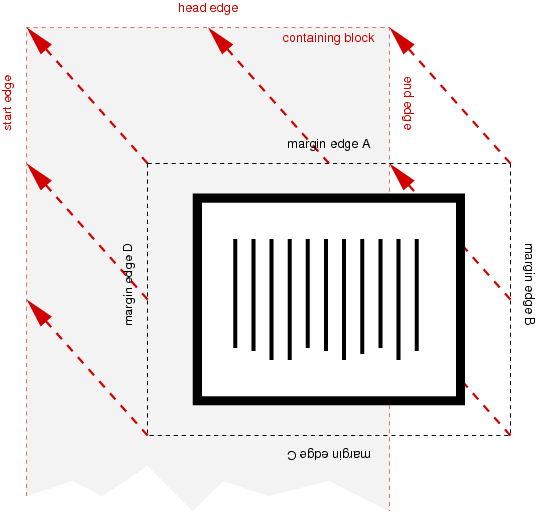 head edge
containing block
start edge
end edge
margin edge A
margin edge D
margin edge B
margin edge C